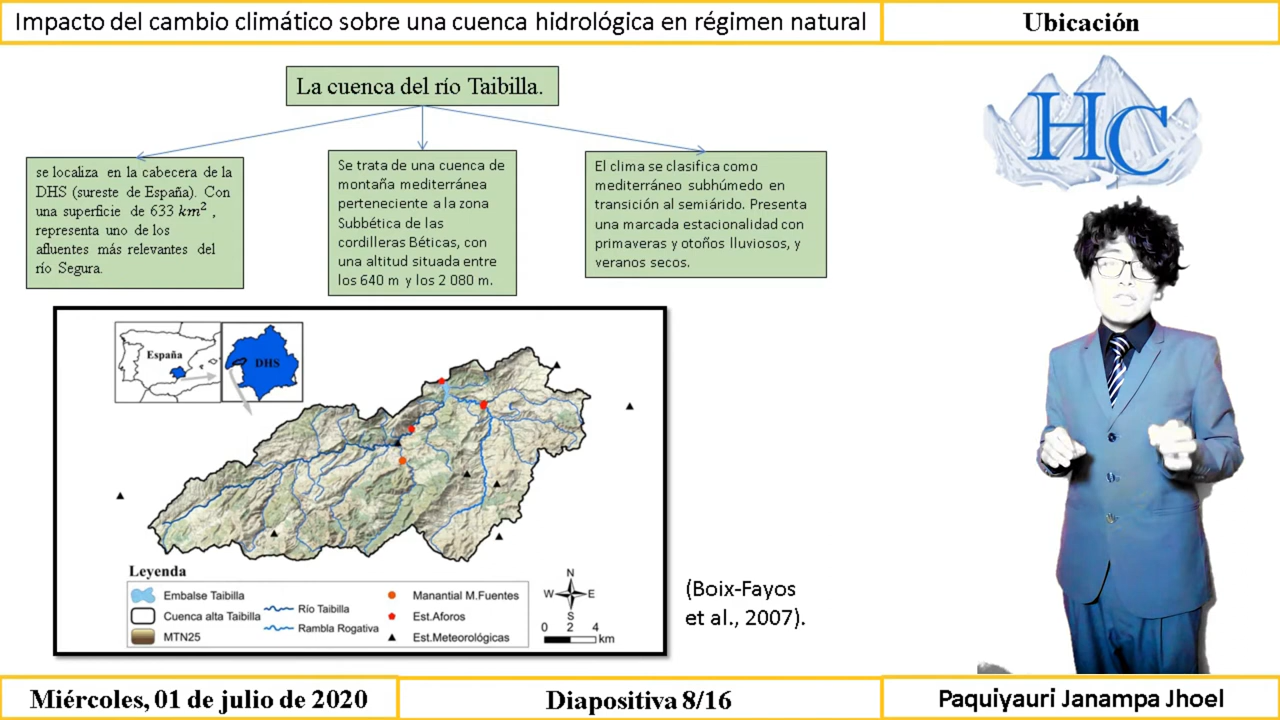 Impacto del cambio climático sobre una cuenca hidrológica en régimen natural
Ubicación
HC
La cuenca del río Taibilla.
se localiza en la cabecera de la
DHS (sureste de España). Con
una superficie de 633 km²,
representa uno de los
afluentes más relevantes del
río Segura.
Se trata de una cuenca de
montaña mediterránea
perteneciente a la zona
Subbética de las
cordilleras Béticas, con
una altitud situada entre
los 640 m y los 2 080 m.
El clima se clasifica como
mediterráneo subhúmedo en
transición al semiárido. Presenta
una marcada estacionalidad con
primaveras y otoños lluviosos, y
veranos secos.
España
DHS
Leyenda
Embalse Taibilla
Cuenca alta Taibilla
MTN25
Río Taibilla
Rambla Rogativa
Manantial M.Fuentes
Est.Aforos
Est.Meteorológicas
N
W E
S
0 2 4
km
(Boix-Fayos
et al., 2007).
Miércoles, 01 de julio de 2020
Diapositiva 8/16
Paquiyauri Janampa Jhoel